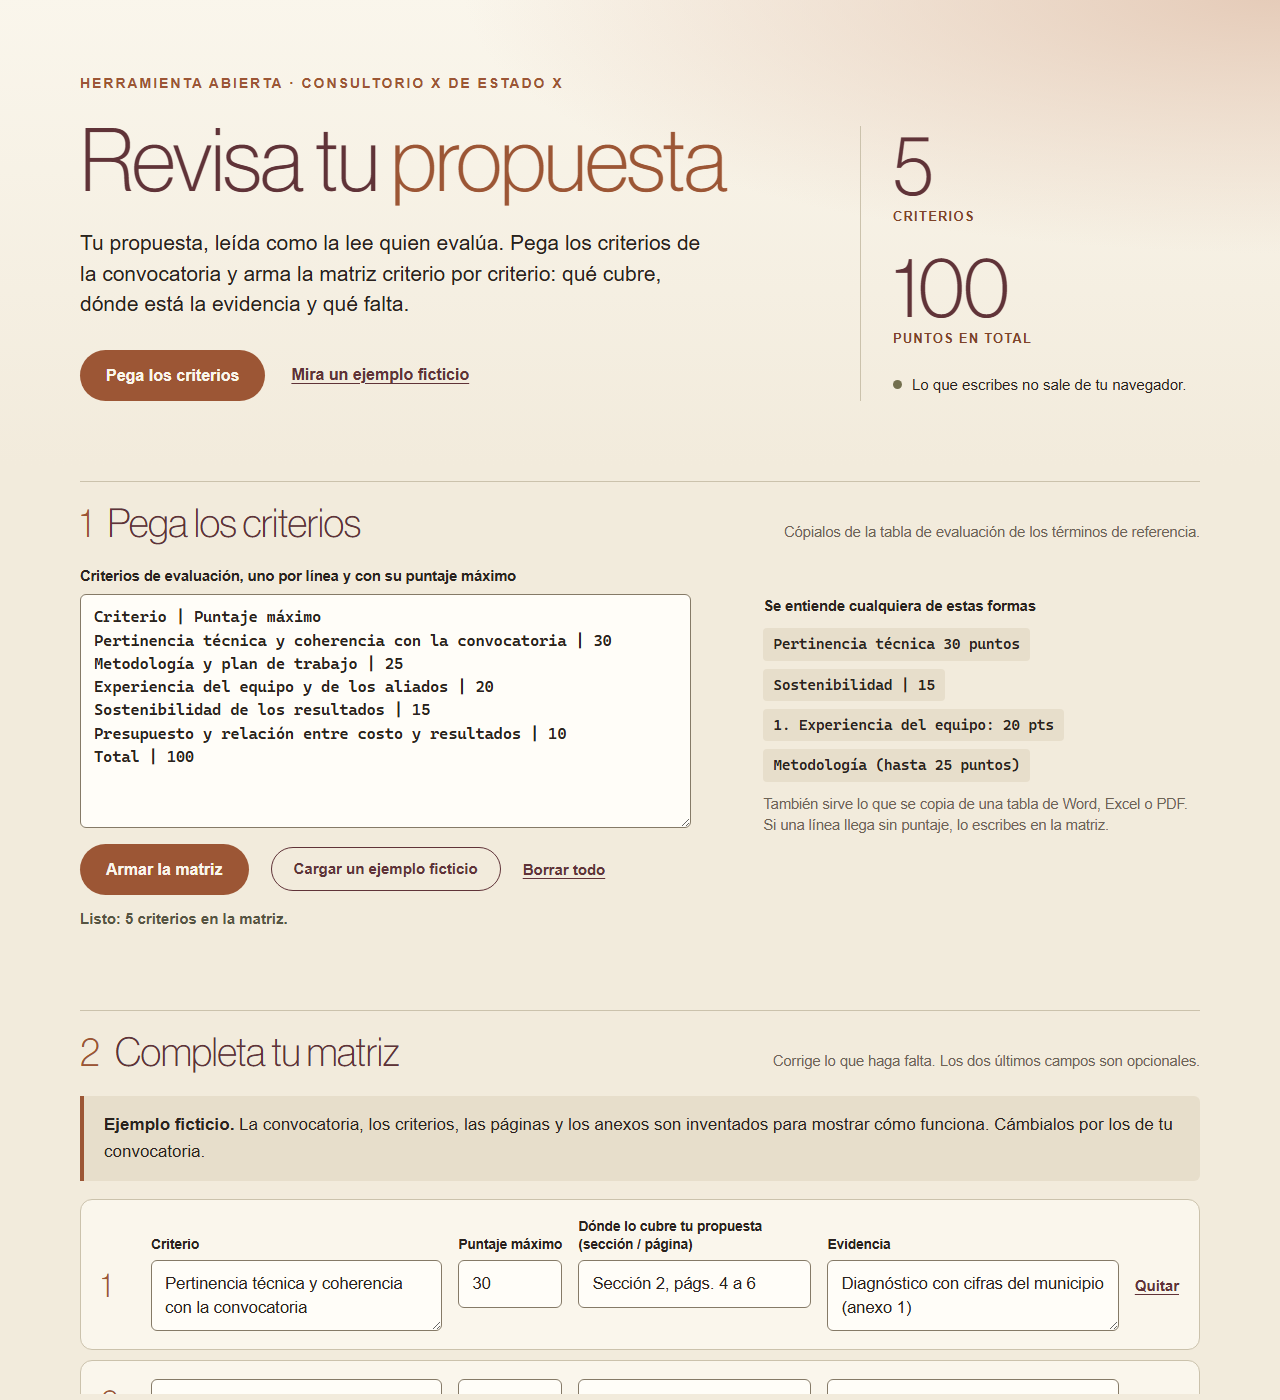 HERRAMIENTA ABIERTA · CONSULTORIO X DE ESTADO X
Revisa tu propuesta
Tu propuesta, leída como la lee quien evalúa. Pega los criterios de
la convocatoria y arma la matriz criterio por criterio: qué cubre,
dónde está la evidencia y qué falta.
Pega los criterios
Mira un ejemplo ficticio
5
CRITERIOS
100
PUNTOS EN TOTAL
Lo que escribes no sale de tu navegador.
1 Pega los criterios
Cópialos de la tabla de evaluación de los términos de referencia.
Criterios de evaluación, uno por línea y con su puntaje máximo
Criterio | Puntaje máximo
Pertinencia técnica y coherencia con la convocatoria | 30
Metodología y plan de trabajo | 25
Experiencia del equipo y de los aliados | 20
Sostenibilidad de los resultados | 15
Presupuesto y relación entre costo y resultados | 10
Total | 100
Se entiende cualquiera de estas formas
Pertinencia técnica 30 puntos
Sostenibilidad | 15
1. Experiencia del equipo: 20 pts
Metodología (hasta 25 puntos)
También sirve lo que se copia de una tabla de Word, Excel o PDF.
Si una línea llega sin puntaje, lo escribes en la matriz.
Armar la matriz
Cargar un ejemplo ficticio
Borrar todo
Listo: 5 criterios en la matriz.
2 Completa tu matriz
Corrige lo que haga falta. Los dos últimos campos son opcionales.
Ejemplo ficticio. La convocatoria, los criterios, las páginas y los anexos son inventados para mostrar cómo funciona. Cámbialos por los de tu
convocatoria.
1
Criterio
Pertinencia técnica y coherencia
con la convocatoria
Puntaje máximo
30
Dónde lo cubre tu propuesta
(sección / página)
Sección 2, págs. 4 a 6
Evidencia
Diagnóstico con cifras del municipio
(anexo 1)
Quitar